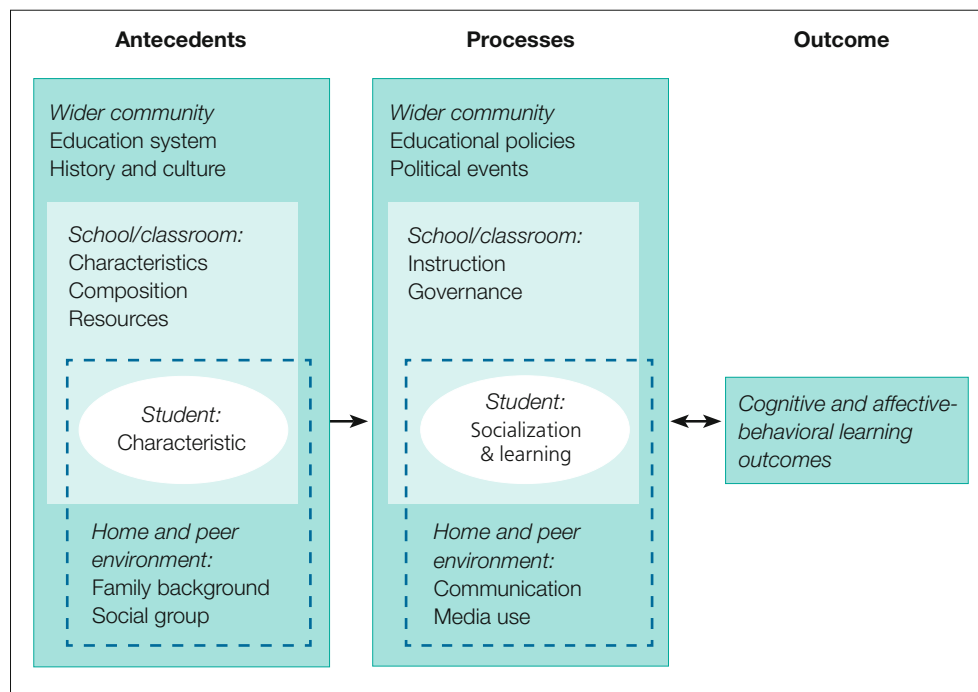 Antecedents
Processes
Outcome
Wider community
Education system
History and culture
School/classroom:
Characteristics
Composition
Resources
Student:
Characteristic
Home and peer
environment:
Family background
Social group
Wider community
Educational policies
Political events
School/classroom:
Instruction
Governance
Student:
Socialization
& learning
Home and peer
environment:
Communication
Media use
Cognitive and affective-
behavioral learning
outcomes